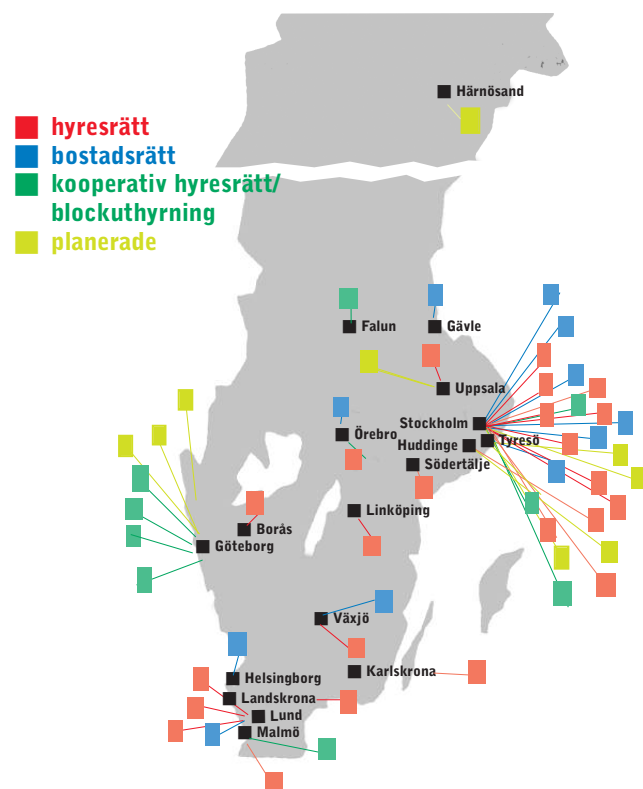 Härnösand
hyresrätt
bostadsrätt
kooperativ hyresrätt/
blockuthyrning
planerade
Falun
Gävle
Uppsala
Stockholm
Örebro
Tyresö
Huddinge
Södertälje
Linköping
Borås
Göteborg
Växjö
Karlskrona
Helsingborg
Landskrona
Lund
Malmö